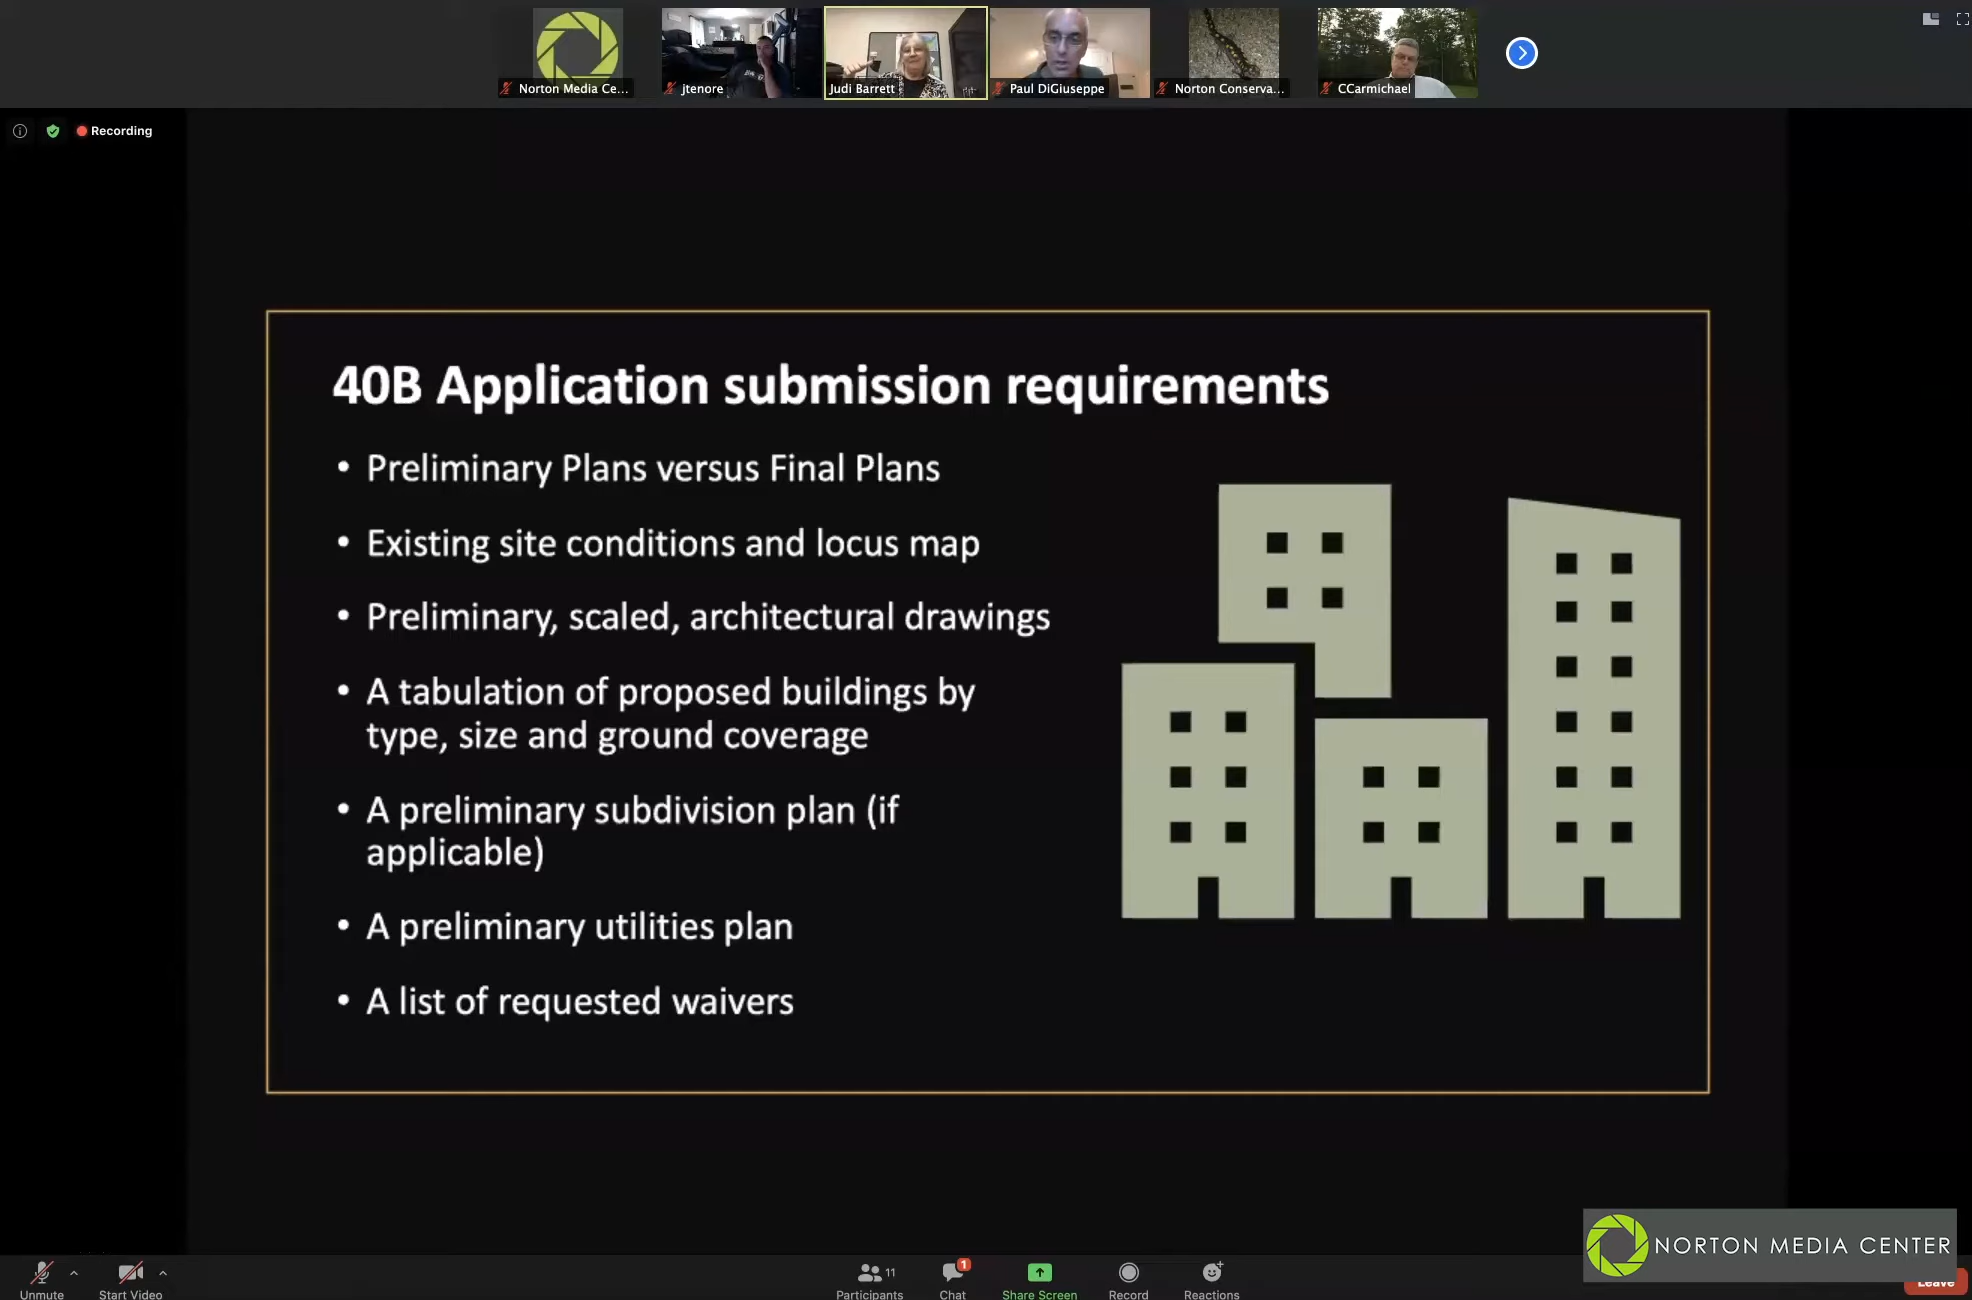 Norton Media Ce...
jtenore
Judi Barrett
Paul DiGiuseppe
Norton Conserva...
CCarmichael
Recording
40B Application submission requirements
• Preliminary Plans versus Final Plans
• Existing site conditions and locus map
• Preliminary, scaled, architectural drawings
• A tabulation of proposed buildings by
type, size and ground coverage
• A preliminary subdivision plan (if
applicable)
• A preliminary utilities plan
• A list of requested waivers
NORTON MEDIA CENTER
Unmute
Start Video
Participants
11
Chat
1
Share Screen
Record
Reactions
Leave